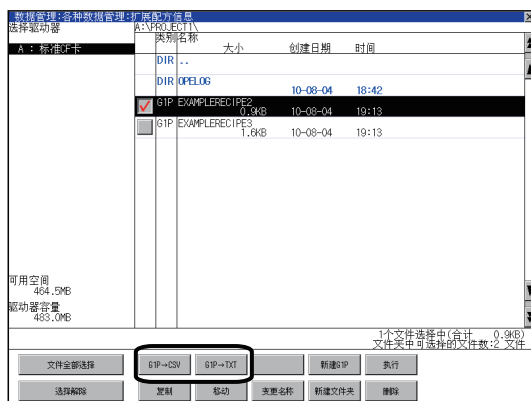 数据管理:各种数据管理:扩展配方信息
选择驱动器
A:\PROJECT1\
A : 标准CF卡
类别 名称
大小 创建日期 时间
DIR ..
DIR OPELOG
10-08-04 18:42
G1P EXAMPLERECIPE2
0.9KB 10-08-04 19:13
G1P EXAMPLERECIPE3
1.6KB 10-08-04 19:13
可用空间
464.5MB
驱动器容量
483.0MB
1个文件选择中(合计 0.9KB)
文件夹中可选择的文件数:2 文件
文件全部选择 G1P→CSV G1P→TXT 新建G1P 执行
选择解除 复制 移动 变更名称 新建文件夹 删除